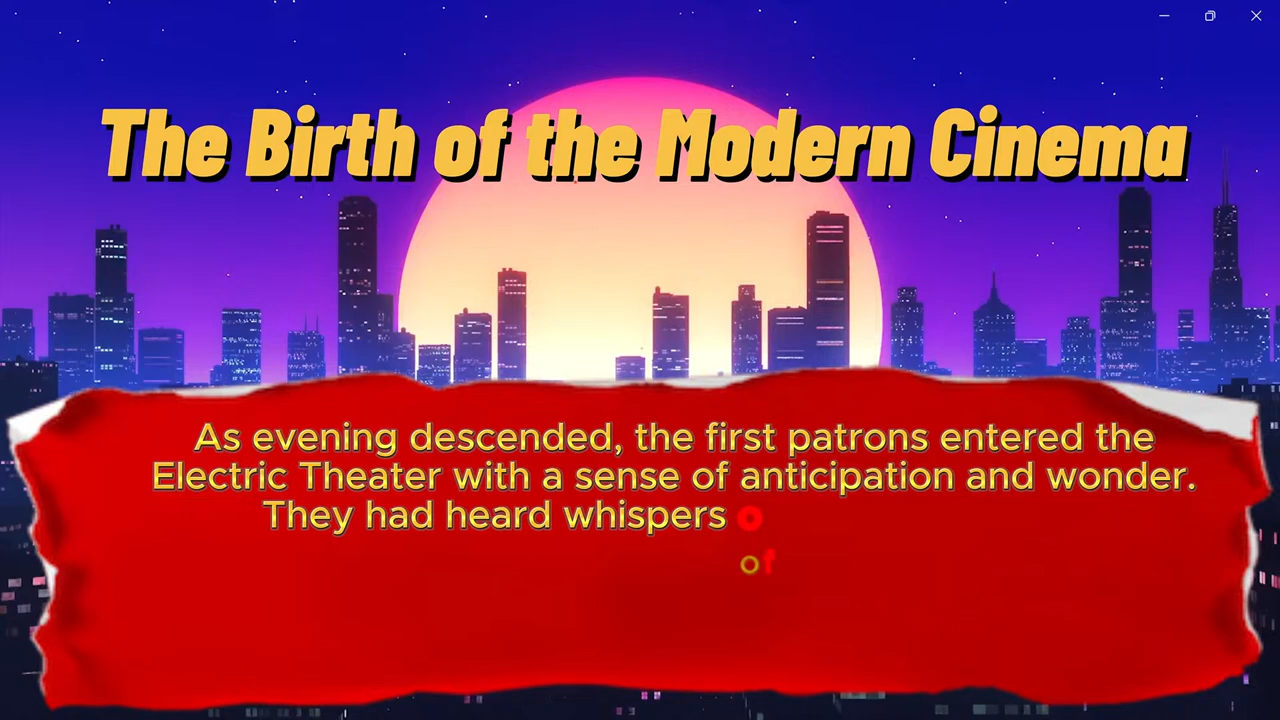 The Birth of the Modern Cinema
As evening descended, the first patrons entered the
Electric Theater with a sense of anticipation and wonder.
They had heard whispers o
of